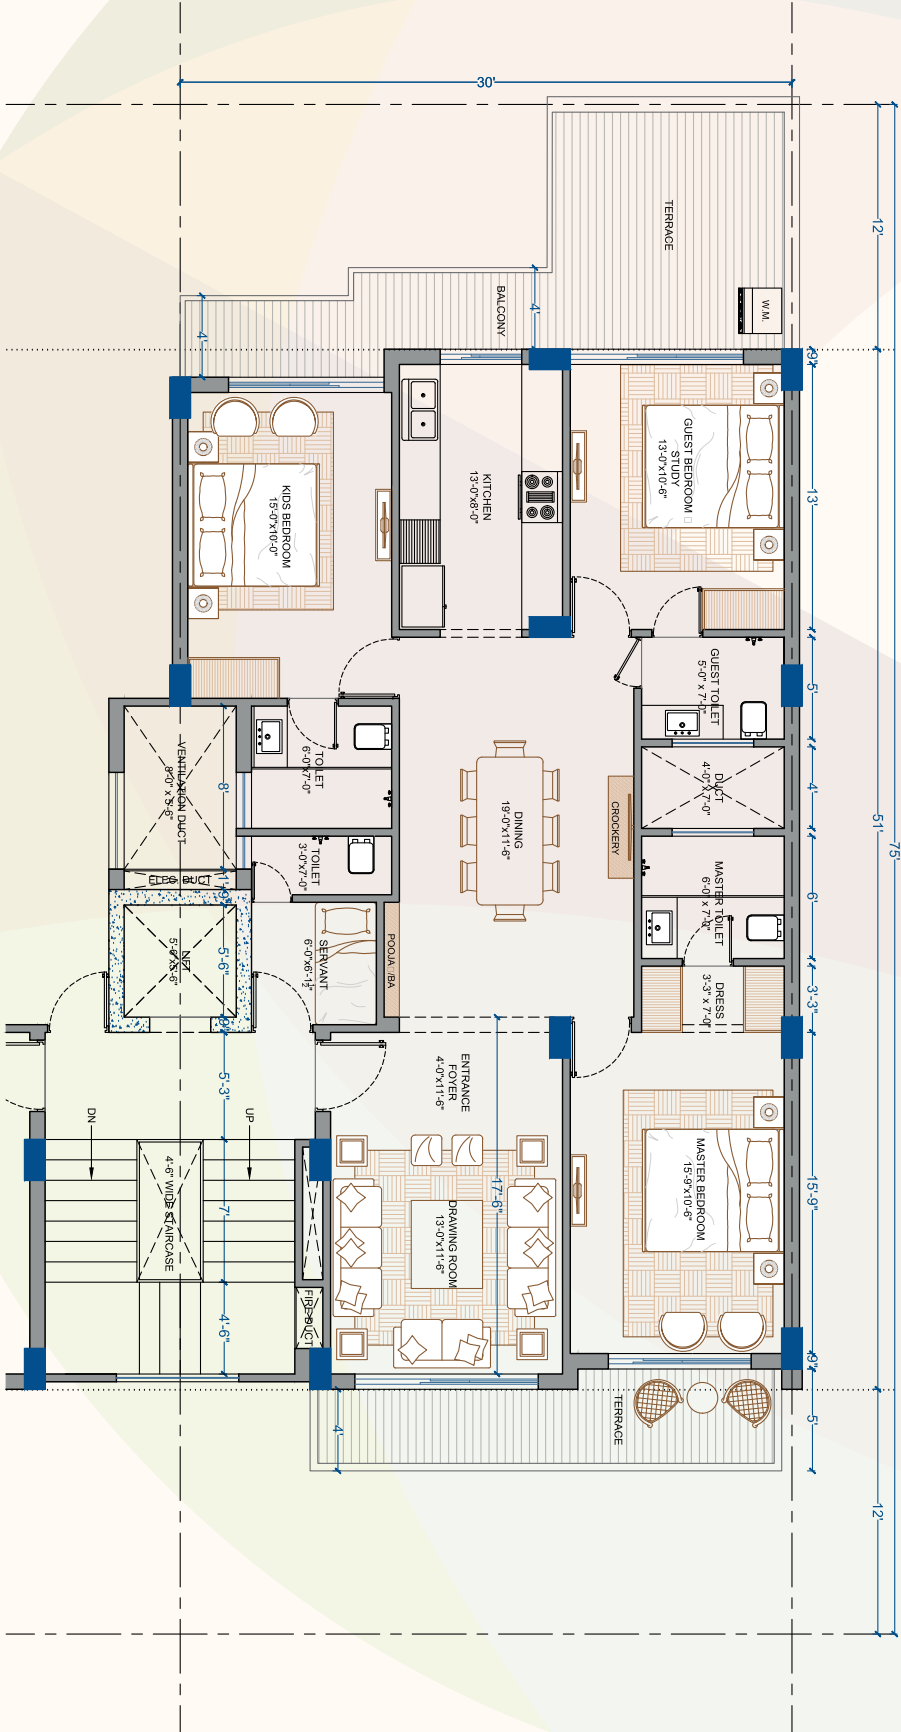 30'
TERRACE
12'
W.M.
BALCONY
4'
4'
9"
GUEST BEDROOM
STUDY
13'-0"x10'-6"
KITCHEN
13'-0"x8'-0"
KIDS BEDROOM
15'-0"x10'-0"
13'
GUEST TOILET
5'-0" x 7'-0"
5'
TOILET
6'-0"x7'-0"
VENTILATION DUCT
8'-0" x 5'-6"
8'
DUCT
4'-0"x7'-0"
4'
DINING
19'-0"x11'-6"
CROCKERY
51'
75'
TOILET
3'-0"x7'-0"
ELEC. DUCT
1'-9"
MASTER TOILET
6'-0" x 7'-0"
6'
SERVANT
6'-0"x6'-1½"
POOJA□/BA
5'-6"x5'-6"
5'-6"
DRESS
3'-3" x 7'-0"
3'-3"
ENTRANCE
FOYER
4'-0"x11'-6"
5'-3"
DN
UP
4'-6" WIDE STAIRCASE
7'
17'-6"
MASTER BEDROOM
15'-9"x10'-6"
15'-9"
DRAWING ROOM
13'-0"x11'-6"
FIRE DUCT
4'-6"
9"
TERRACE
4'
5'
12'